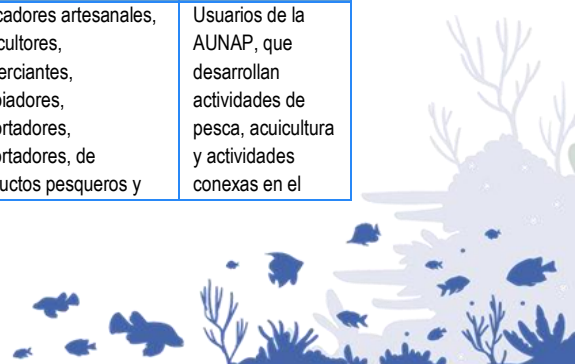 cadores artesanales,
cultores,
erciantes,
piadores,
ortadores,
ortadores, de
uctos pesqueros y
Usuarios de la
AUNAP, que
desarrollan
actividades de
pesca, acuicultura
y actividades
conexas en el